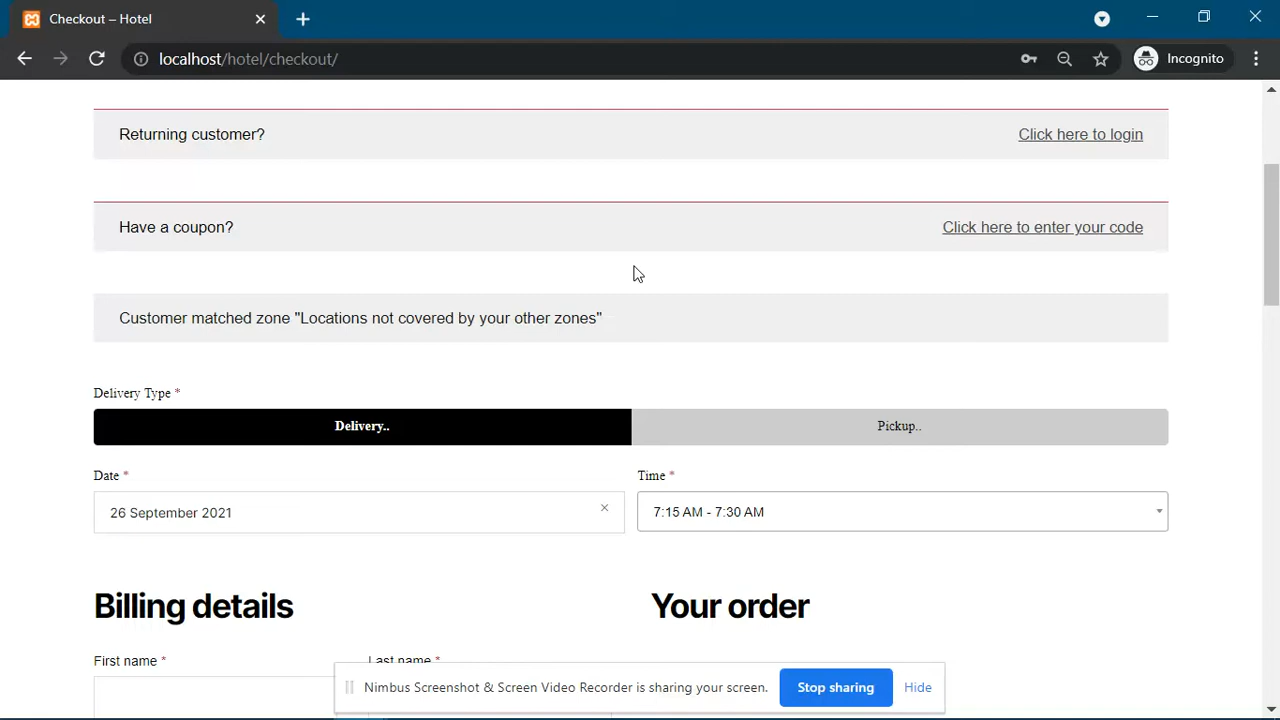 Checkout – Hotel
localhost/hotel/checkout/
Incognito
Returning customer?
Click here to login
Have a coupon?
Click here to enter your code
Customer matched zone "Locations not covered by your other zones"
Delivery Type *
Delivery..
Pickup..
Date *
Time *
26 September 2021
×
7:15 AM - 7:30 AM
Billing details
Your order
First name *
Last name *
Nimbus Screenshot & Screen Video Recorder is sharing your screen.
Stop sharing
Hide